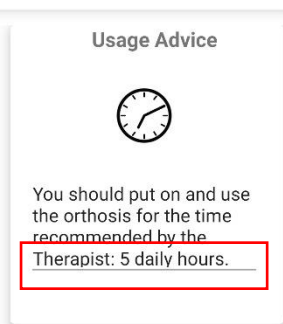 Usage Advice
You should put on and use
the orthosis for the time
recommended by the
Therapist: 5 daily hours.